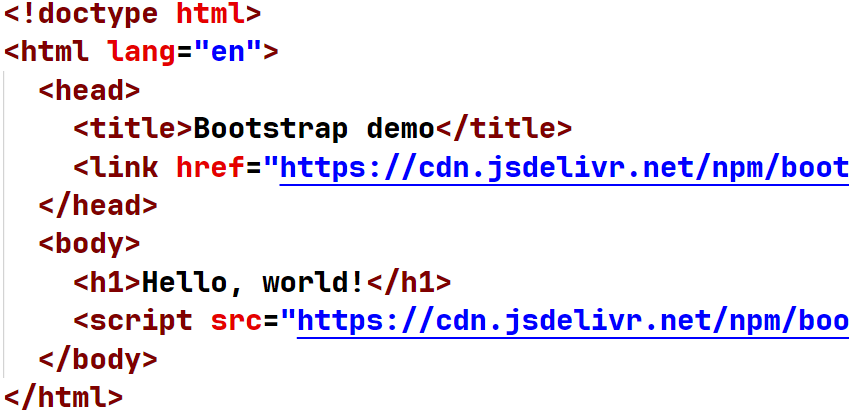 <!doctype html>
<html lang="en">
  <head>
    <title>Bootstrap demo</title>
    <link href="https://cdn.jsdelivr.net/npm/boot
  </head>
  <body>
    <h1>Hello, world!</h1>
    <script src="https://cdn.jsdelivr.net/npm/boo
  </body>
</html>